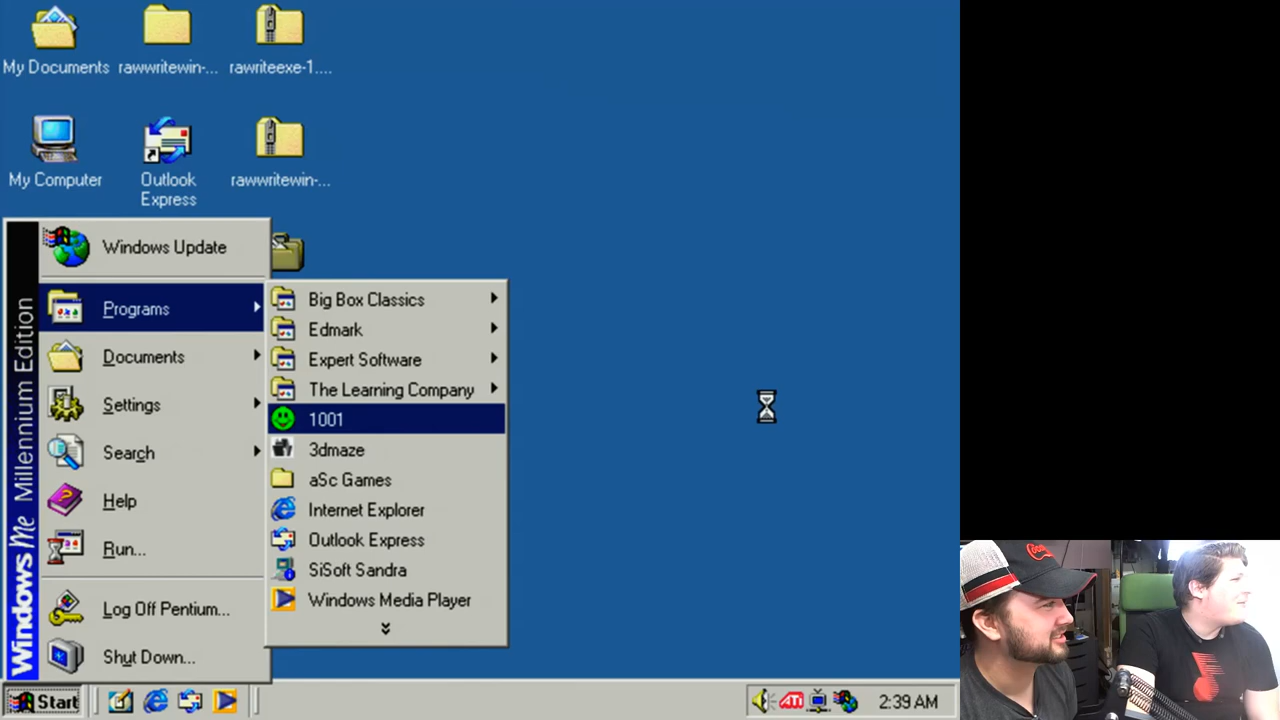 My Documents
rawwritewin-...
rawriteexe-1....
My Computer
Outlook
Express
rawwritewin-...
Windows Update
Programs
Documents
Settings
Search
Help
Run...
Log Off Pentium...
Shut Down...
Windows Me Millennium Edition
Big Box Classics
Edmark
Expert Software
The Learning Company
1001
3dmaze
aSc Games
Internet Explorer
Outlook Express
SiSoft Sandra
Windows Media Player
Start
ATI
2:39 AM